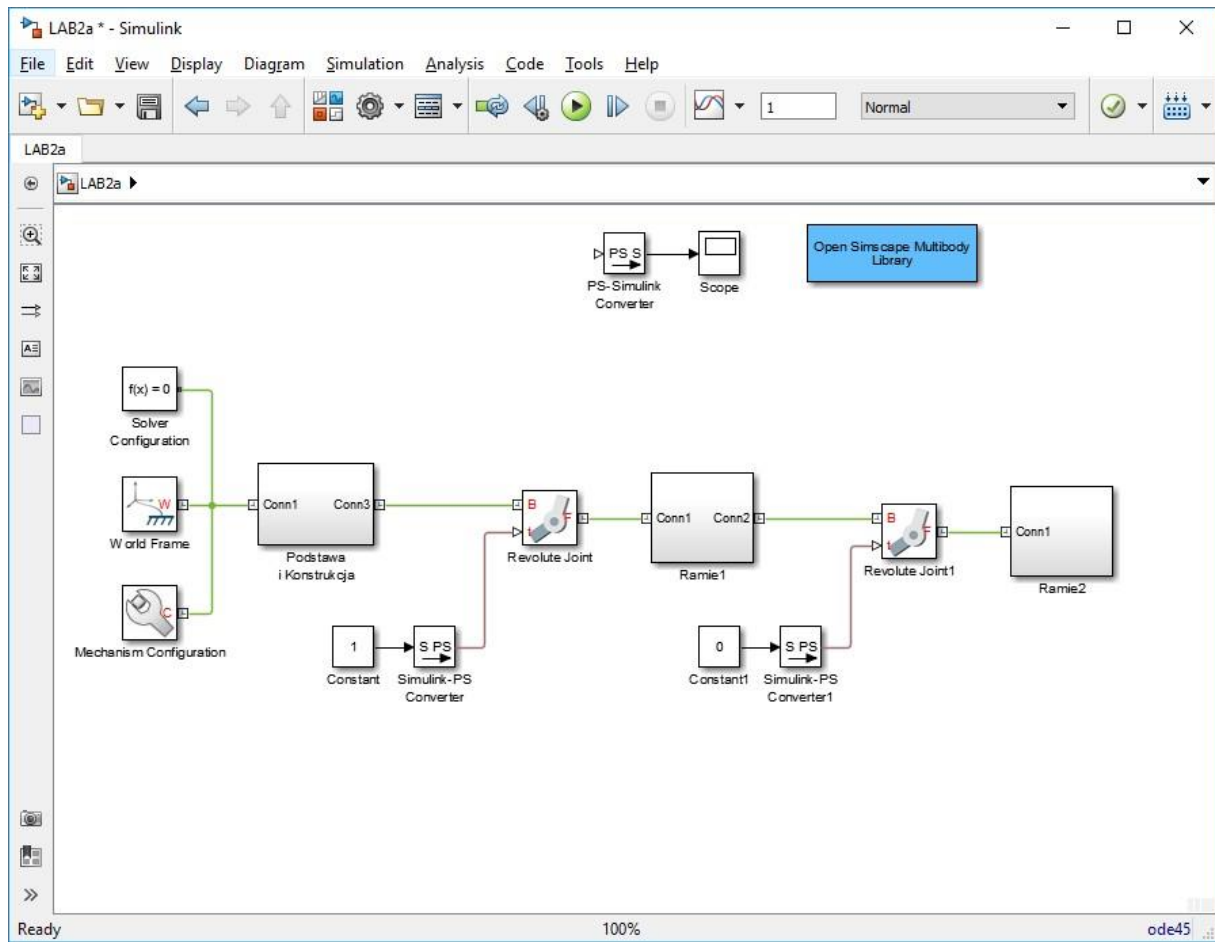 LAB2a * - Simulink
File Edit View Display Diagram Simulation Analysis Code Tools Help
1 Normal
LAB2a
LAB2a
PS S
PS-Simulink
Converter
Scope
Open Simscape Multibody
Library
f(x) = 0
Solver
Configuration
W
World Frame
C
Mechanism Configuration
Conn1 Conn3
Podstawa
i Konstrukcja
B
F
t
Revolute Joint
Conn1 Conn2
Ramie1
B
F
t
Revolute Joint1
Conn1
Ramie2
1
Constant
S PS
Simulink-PS
Converter
0
Constant1
S PS
Simulink-PS
Converter1
Ready 100% ode45